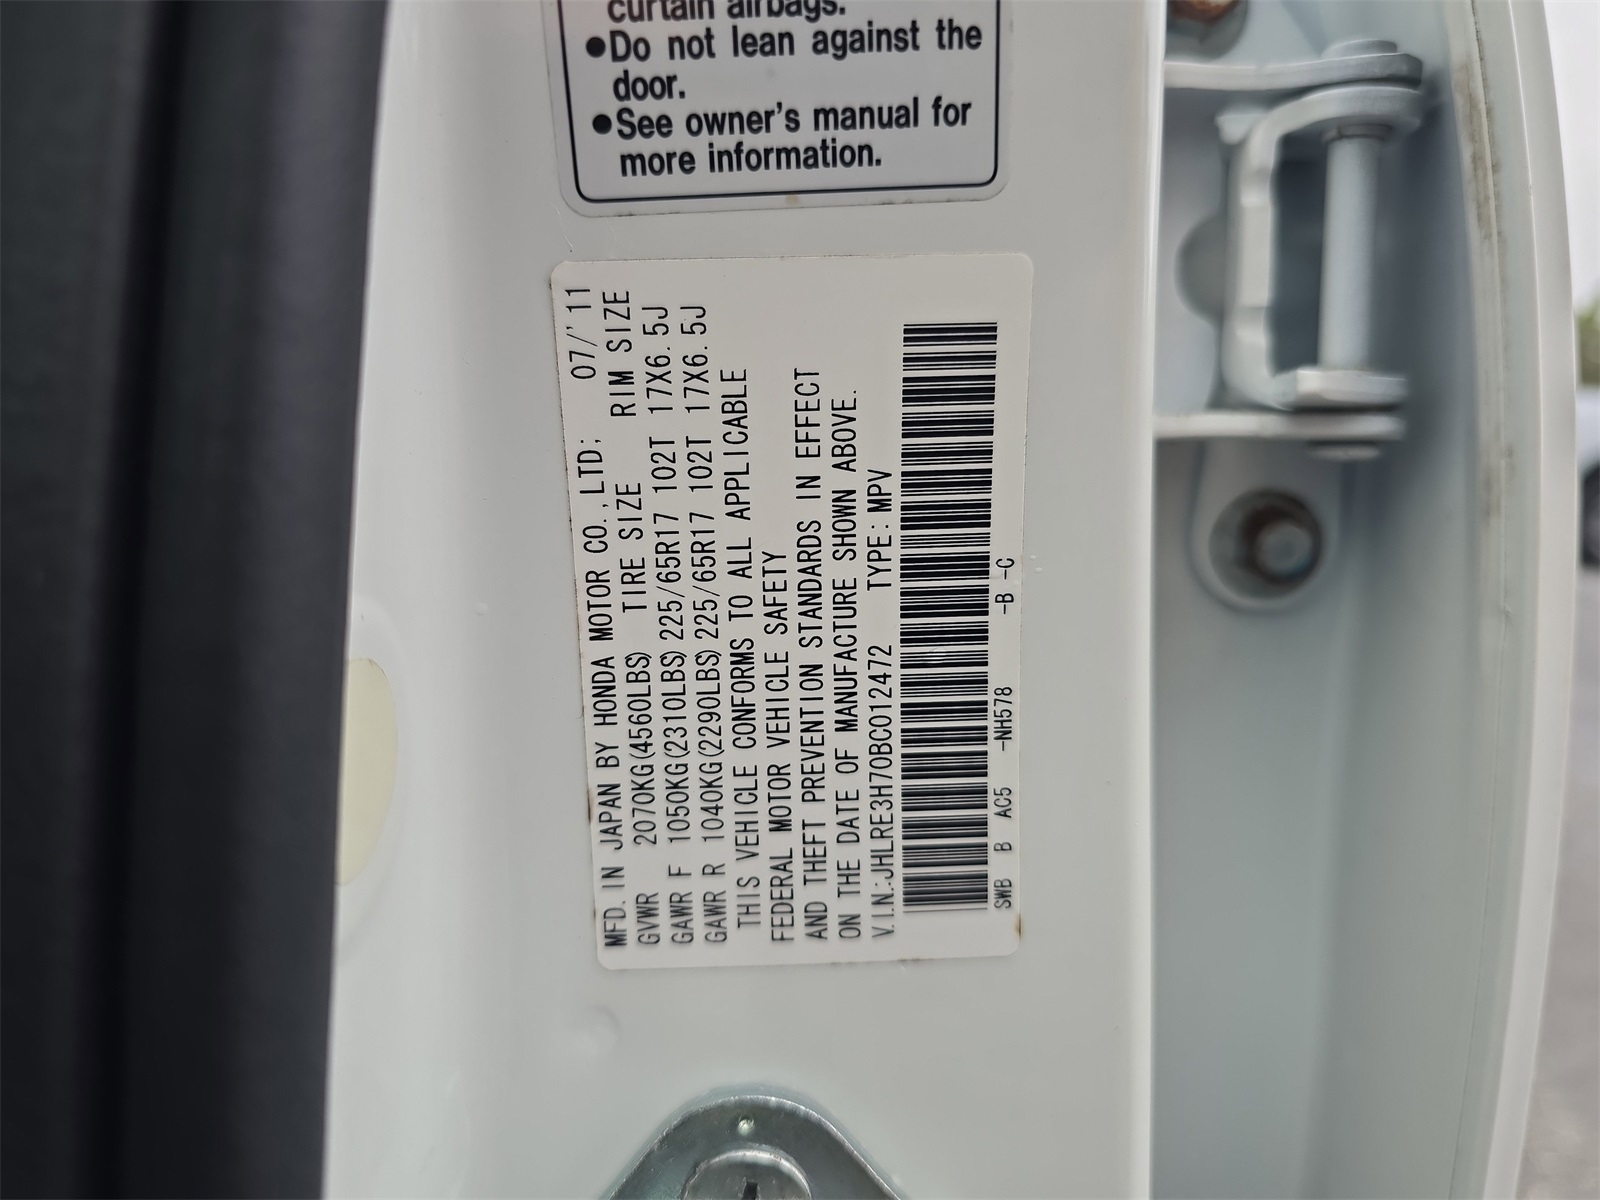 curtain airbags.
●Do not lean against the
door.
●See owner's manual for
more information.
MFD. IN JAPAN BY HONDA MOTOR CO., LTD; 07/'11
GVWR 2070KG(4560LBS) TIRE SIZE RIM SIZE
GAWR F 1050KG(2310LBS) 225/65R17 102T 17X6.5J
GAWR R 1040KG(2290LBS) 225/65R17 102T 17X6.5J
THIS VEHICLE CONFORMS TO ALL APPLICABLE
FEDERAL MOTOR VEHICLE SAFETY
AND THEFT PREVENTION STANDARDS IN EFFECT
ON THE DATE OF MANUFACTURE SHOWN ABOVE.
V.I.N.:JHLRE3H70BC012472 TYPE:MPV
SWB B AC5 -NH578 -B -C